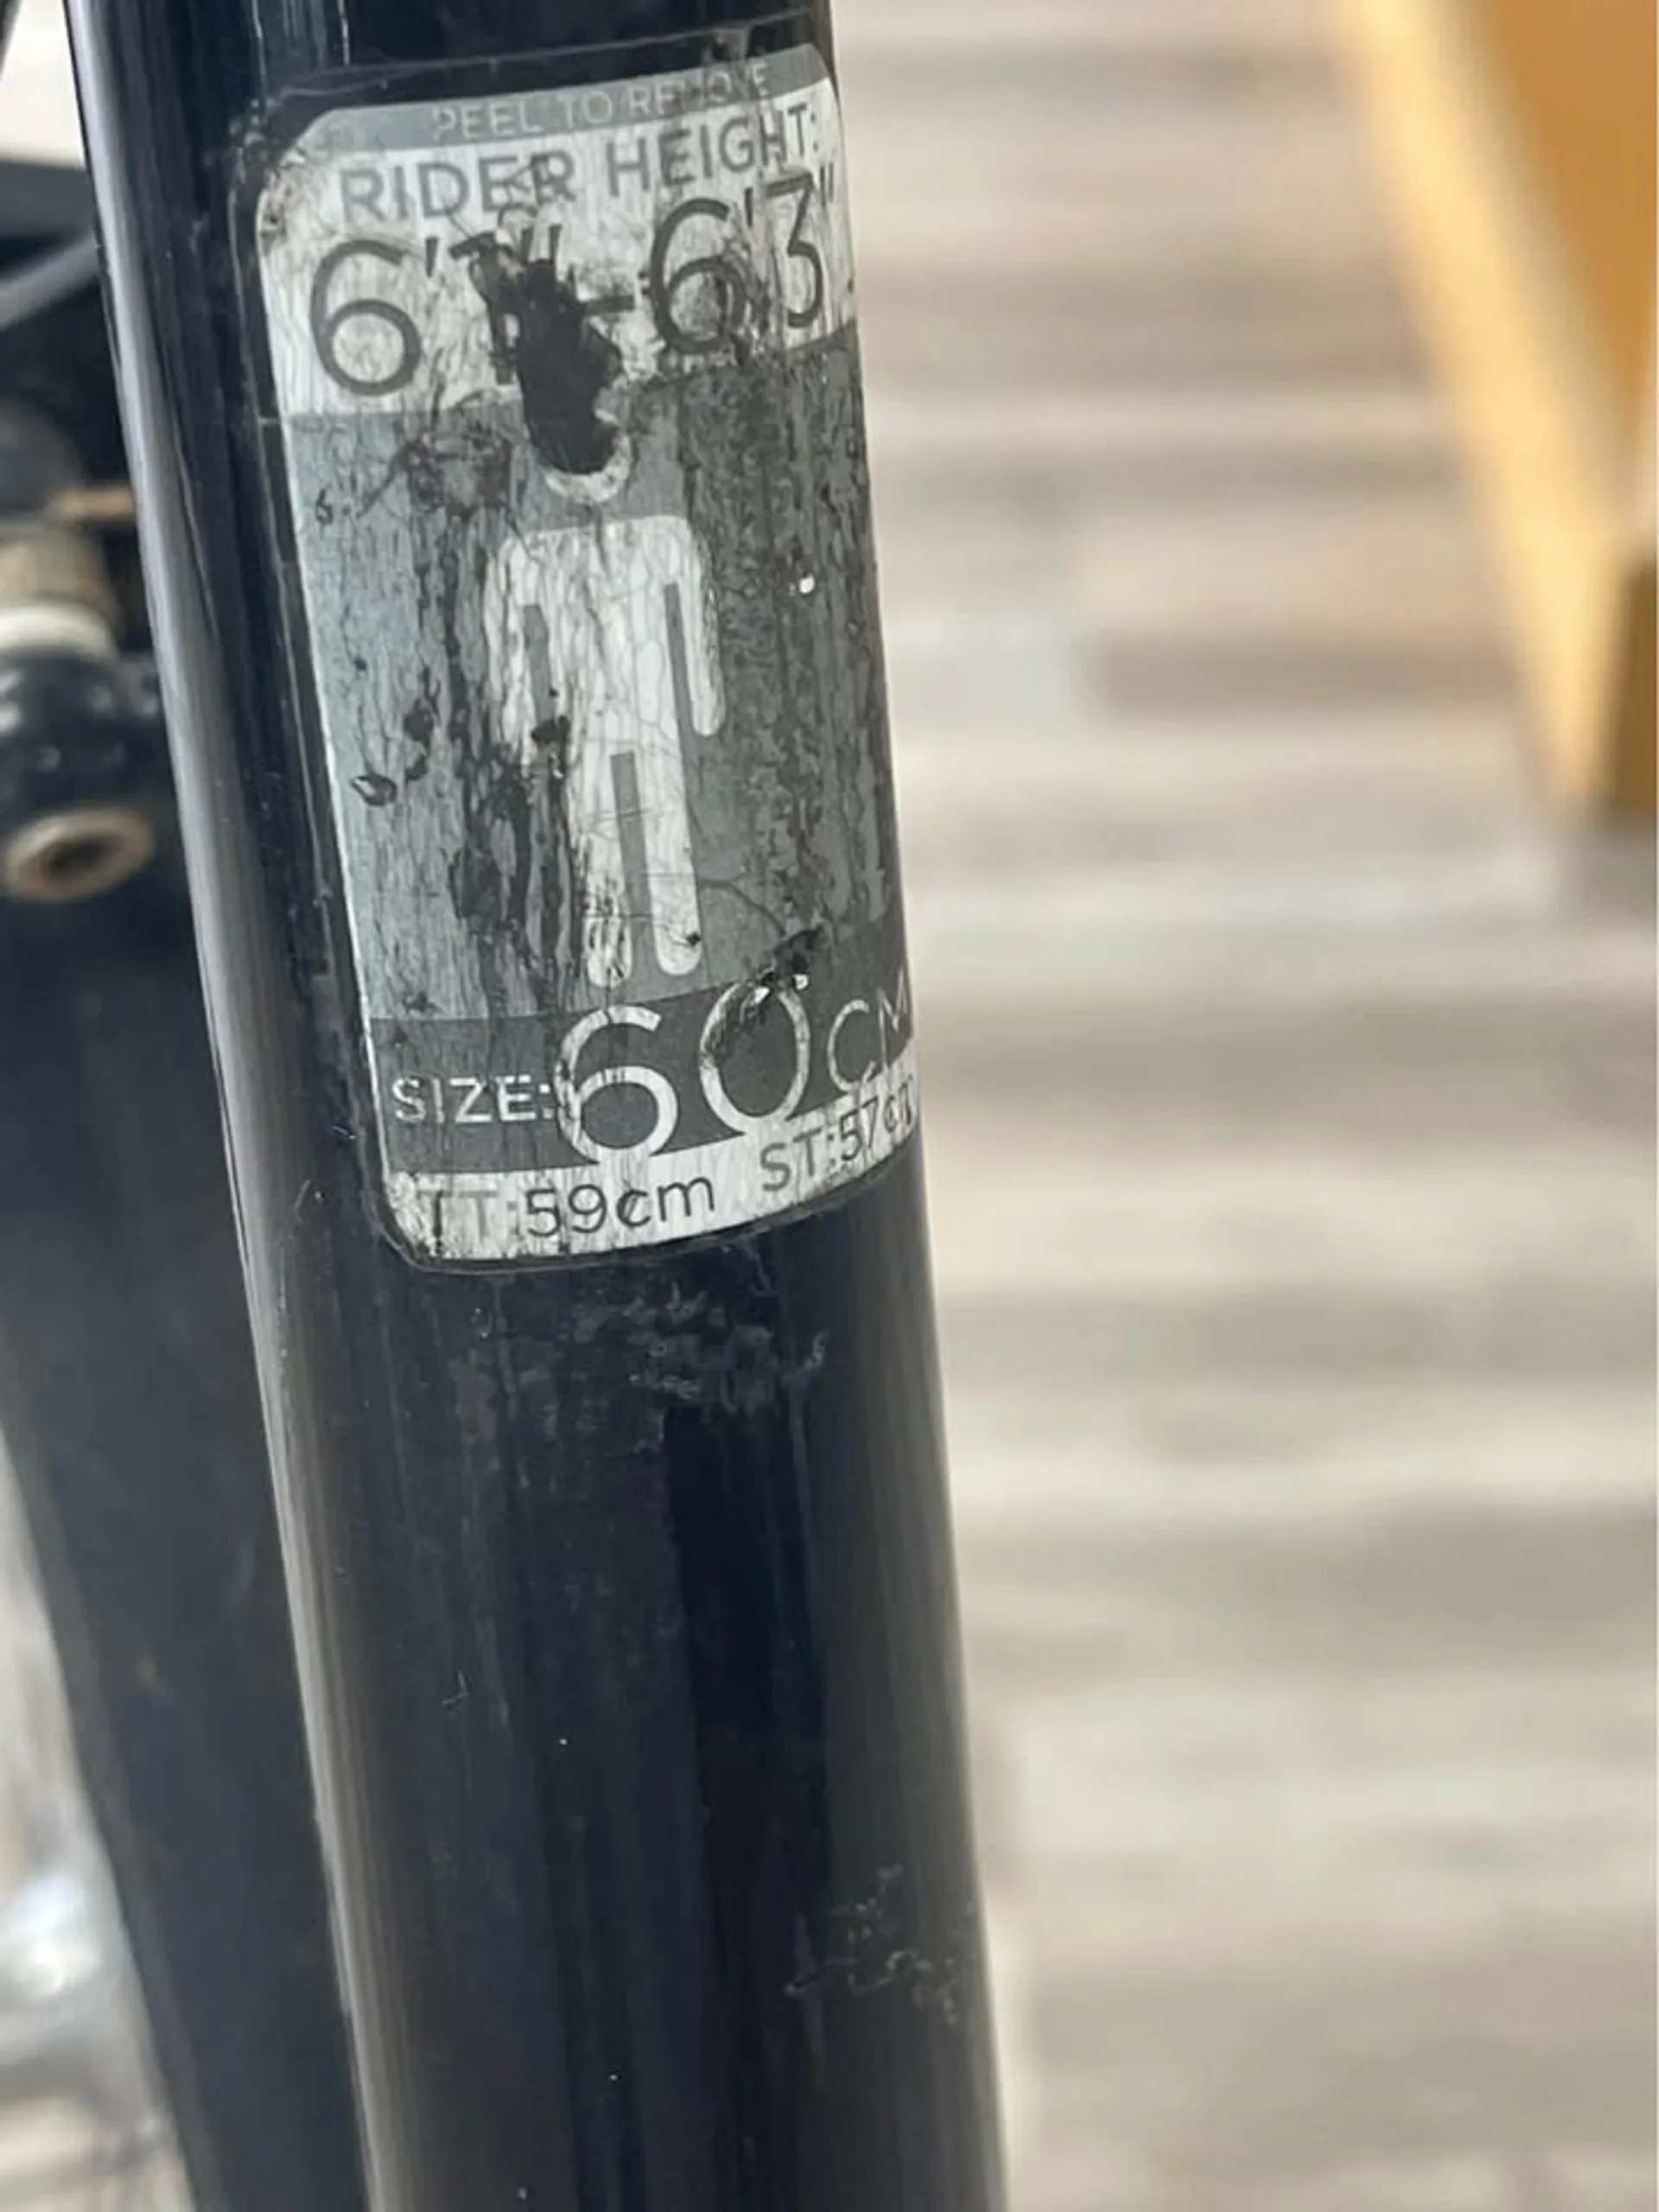 PEEL TO REMOVE
RIDER HEIGHT:
6'1"-6'3"
SIZE:60CM
TT:59cm ST:57cm